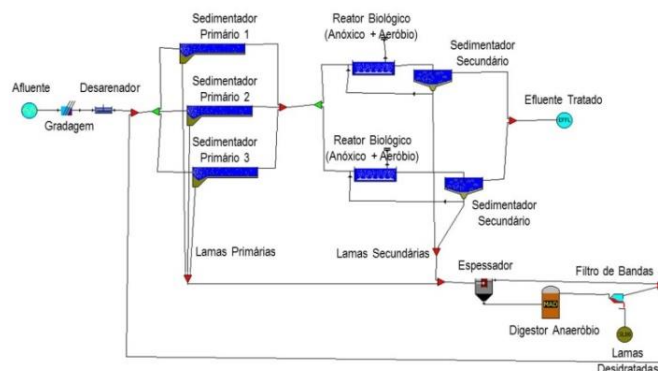 Sedimentador
Primário 1
Reator Biológico
(Anóxico + Aeróbio)
Sedimentador
Secundário
Afluente
Desarenador
Gradagem
Sedimentador
Primário 2
Efluente Tratado
EFFL
Reator Biológico
(Anóxico + Aeróbio)
Sedimentador
Primário 3
Sedimentador
Secundário
Lamas Primárias
Lamas Secundárias
Espessador
Filtro de Bandas
MAD
Digestor Anaeróbio
Lamas
Desidratadas